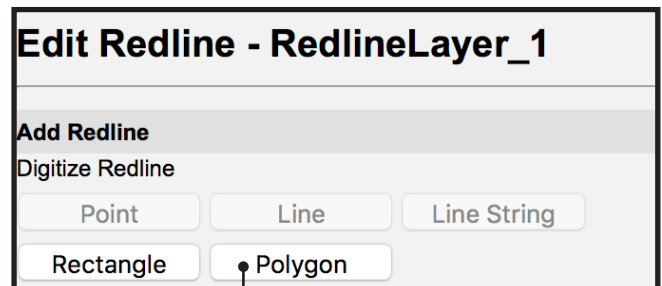 Edit Redline - RedlineLayer_1
Add Redline
Digitize Redline
Point Line Line String
Rectangle Polygon